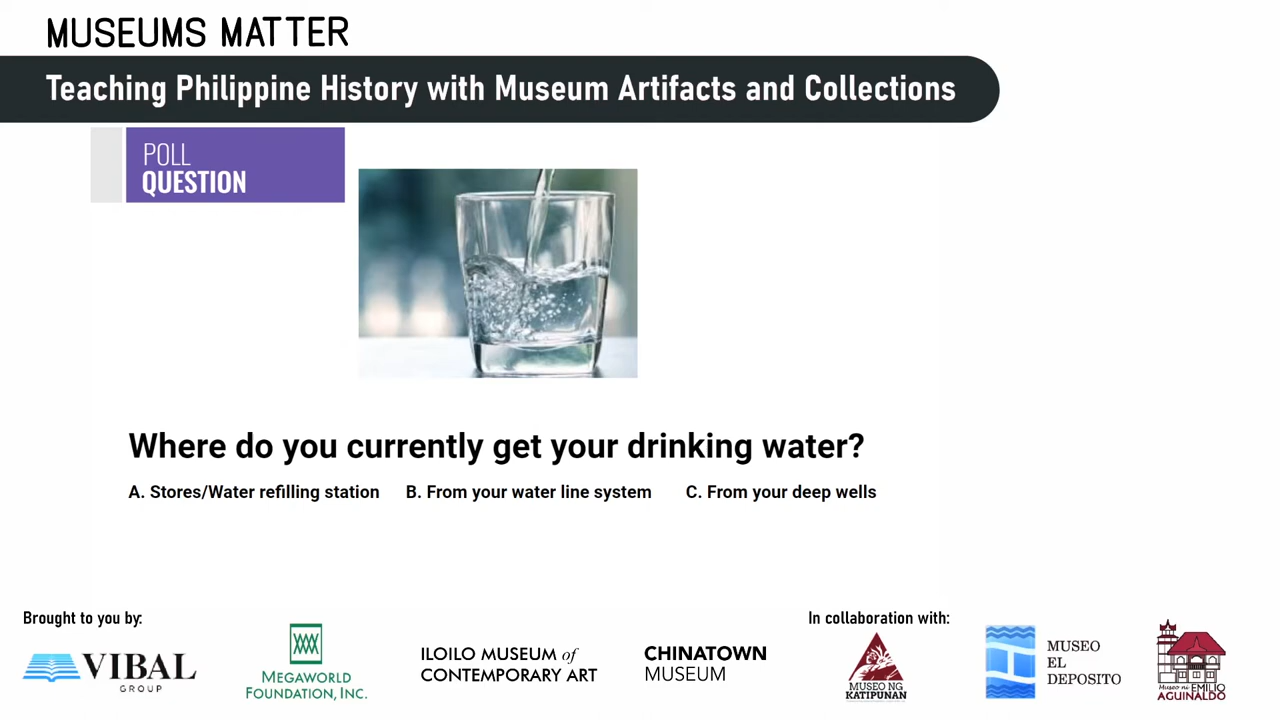 MUSEUMS MATTER
Teaching Philippine History with Museum Artifacts and Collections
POLL
QUESTION
Where do you currently get your drinking water?
A. Stores/Water refilling station B. From your water line system C. From your deep wells
Brought to you by:
In collaboration with:
VIBAL
GROUP
MEGAWORLD
FOUNDATION, INC.
ILOILO MUSEUM of
CONTEMPORARY ART
CHINATOWN
MUSEUM
MUSEO NG
KATIPUNAN
MUSEO
EL
DEPOSITO
Museo ni EMILIO
AGUINALDO